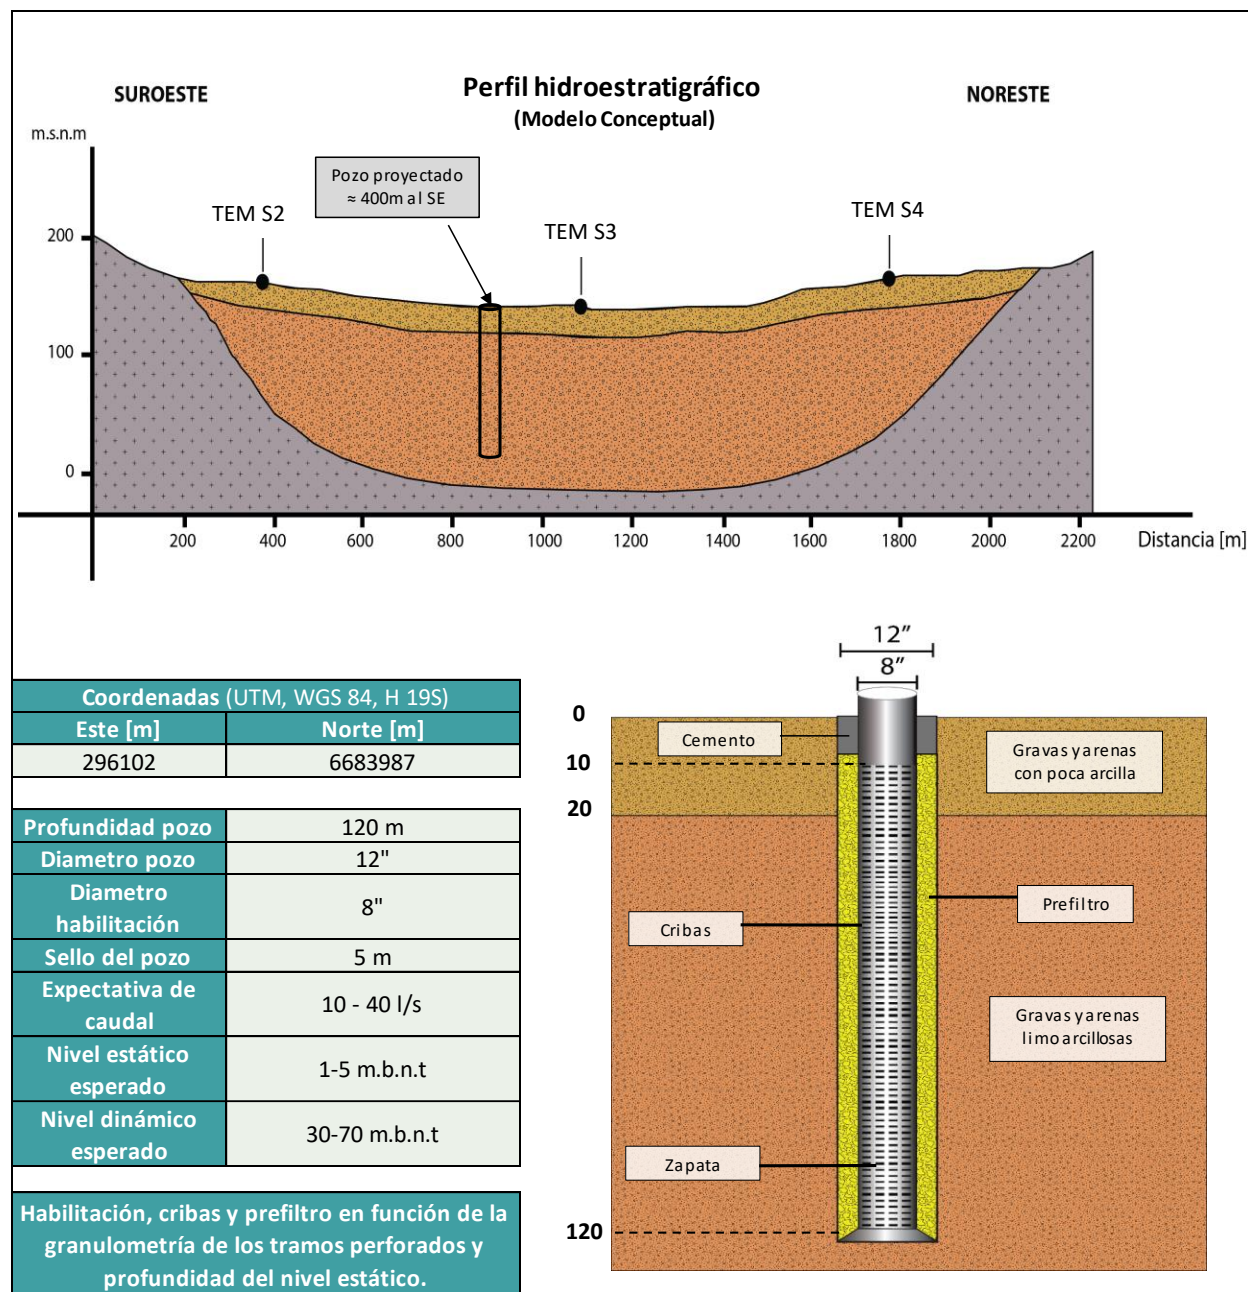 Perfil hidroestratigráfico
(Modelo Conceptual)
SUROESTE
NORESTE
m.s.n.m
Pozo proyectado
≈ 400m al SE
TEM S2
TEM S3
TEM S4
200
100
0
200 400 600 800 1000 1200 1400 1600 1800 2000 2200 Distancia [m]
Coordenadas (UTM, WGS 84, H 19S)
Este [m] Norte [m]
296102 6683987
Profundidad pozo 120 m
Diametro pozo 12"
Diametro
habilitación
8"
Sello del pozo 5 m
Expectativa de
caudal
10 - 40 l/s
Nivel estático
esperado
1-5 m.b.n.t
Nivel dinámico
esperado
30-70 m.b.n.t
Habilitación, cribas y prefiltro en función de la
granulometría de los tramos perforados y
profundidad del nivel estático.
12”
8”
0
10
20
120
Cemento
Gravas y arenas
con poca arcilla
Prefiltro
Cribas
Gravas y arenas
limo arcillosas
Zapata